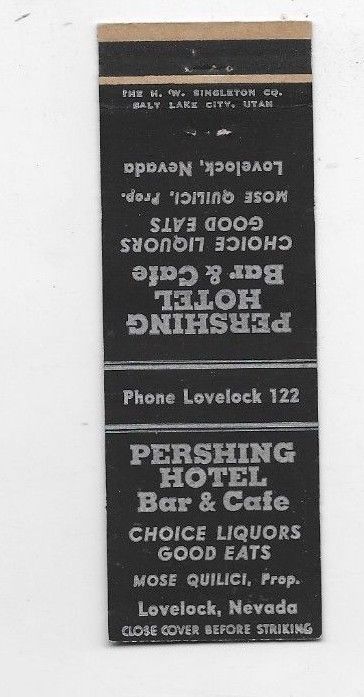 THE H. W. SINGLETON CO.
SALT LAKE CITY, UTAH
Lovelock, Nevada
MOSE QUILICI, Prop.
GOOD EATS
CHOICE LIQUORS
Bar & Cafe
HOTEL
PERSHING
Phone Lovelock 122
PERSHING
HOTEL
Bar & Cafe
CHOICE LIQUORS
GOOD EATS
MOSE QUILICI, Prop.
Lovelock, Nevada
CLOSE COVER BEFORE STRIKING